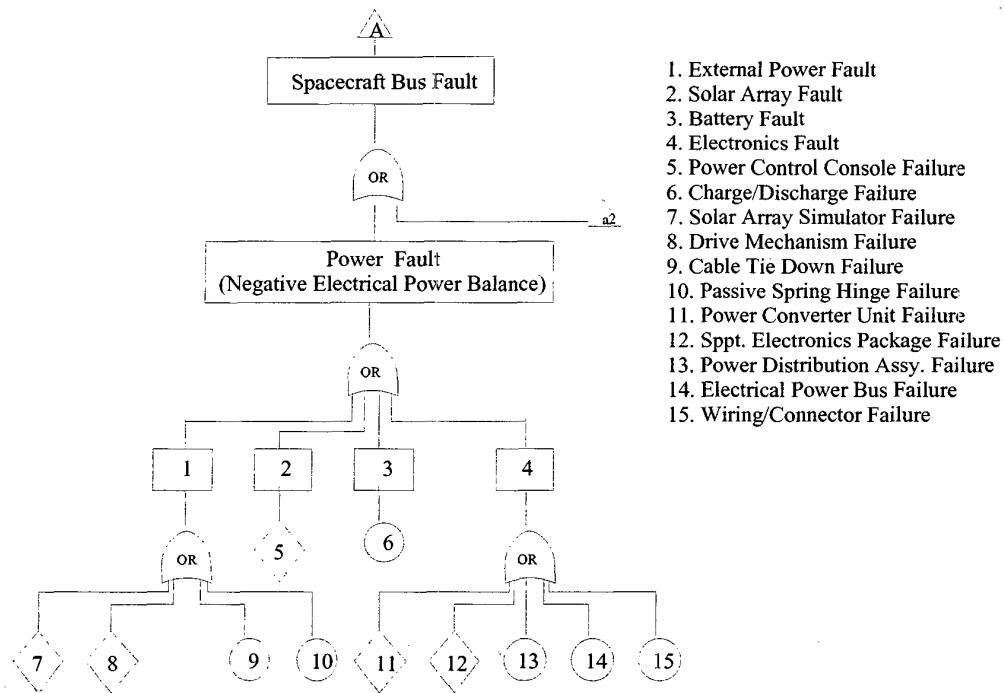 A
Spacecraft Bus Fault
OR
a2
Power Fault
(Negative Electrical Power Balance)
OR
1
2
3
4
OR
5
6
OR
7
8
9
10
11
12
13
14
15
1. External Power Fault
2. Solar Array Fault
3. Battery Fault
4. Electronics Fault
5. Power Control Console Failure
6. Charge/Discharge Failure
7. Solar Array Simulator Failure
8. Drive Mechanism Failure
9. Cable Tie Down Failure
10. Passive Spring Hinge Failure
11. Power Converter Unit Failure
12. Sppt. Electronics Package Failure
13. Power Distribution Assy. Failure
14. Electrical Power Bus Failure
15. Wiring/Connector Failure